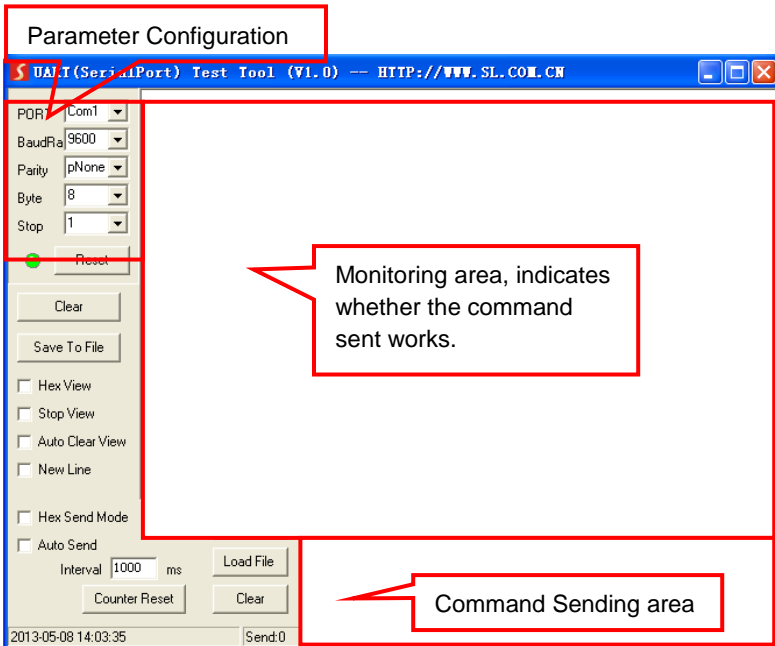 Parameter Configuration
UART(SerialPort) Test Tool (V1.0) -- HTTP://WWW.SL.COM.CN
PORT Com1
BaudRa 9600
Parity pNone
Byte 8
Stop 1
Reset
Monitoring area, indicates
whether the command
sent works.
Clear
Save To File
Hex View
Stop View
Auto Clear View
New Line
Hex Send Mode
Auto Send
Interval 1000 ms
Load File
Counter Reset
Clear
Command Sending area
2013-05-08 14:03:35
Send:0